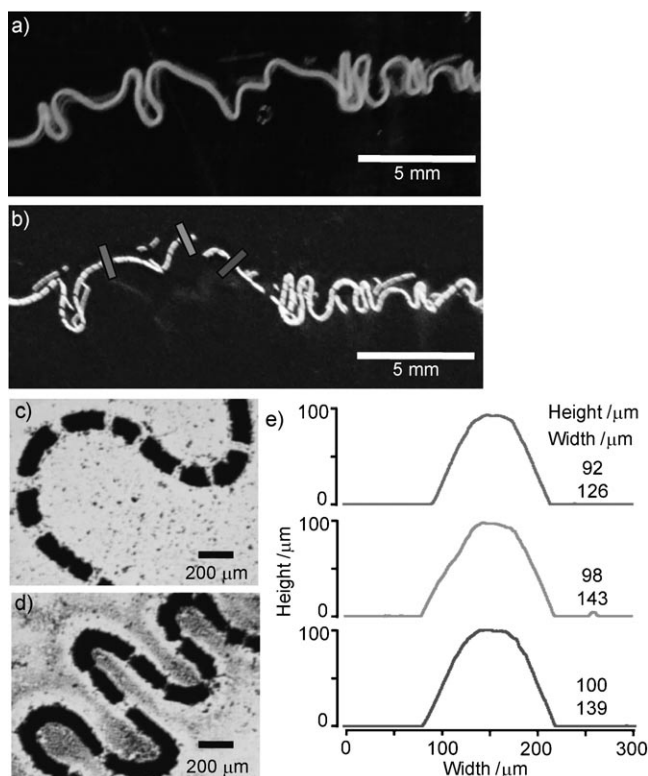 a)
5 mm
b)
5 mm
c)
200 μm
d)
200 μm
e)
100
0
Height /μm
Width /μm
92
126
100
0
98
143
100
0
100
139
Height /μm
0 100 200 300
Width /μm